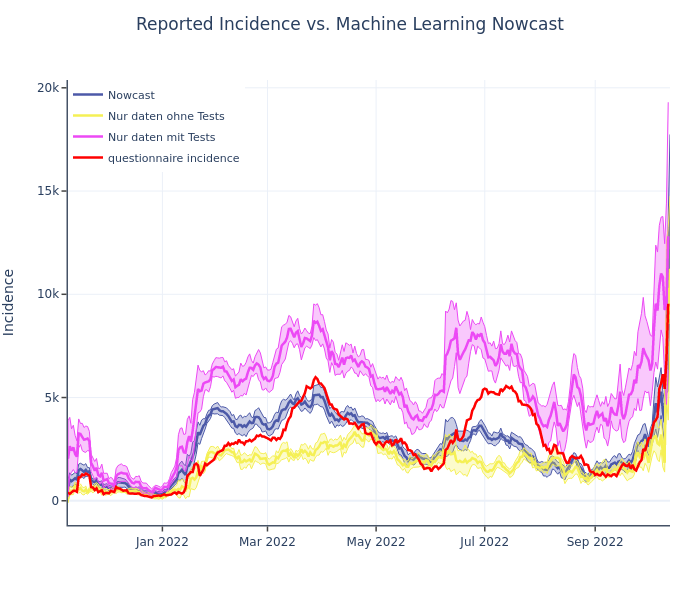 Reported Incidence vs. Machine Learning Nowcast
20k
15k
10k
5k
0
Incidence
Nowcast
Nur daten ohne Tests
Nur daten mit Tests
questionnaire incidence
Jan 2022
Mar 2022
May 2022
Jul 2022
Sep 2022